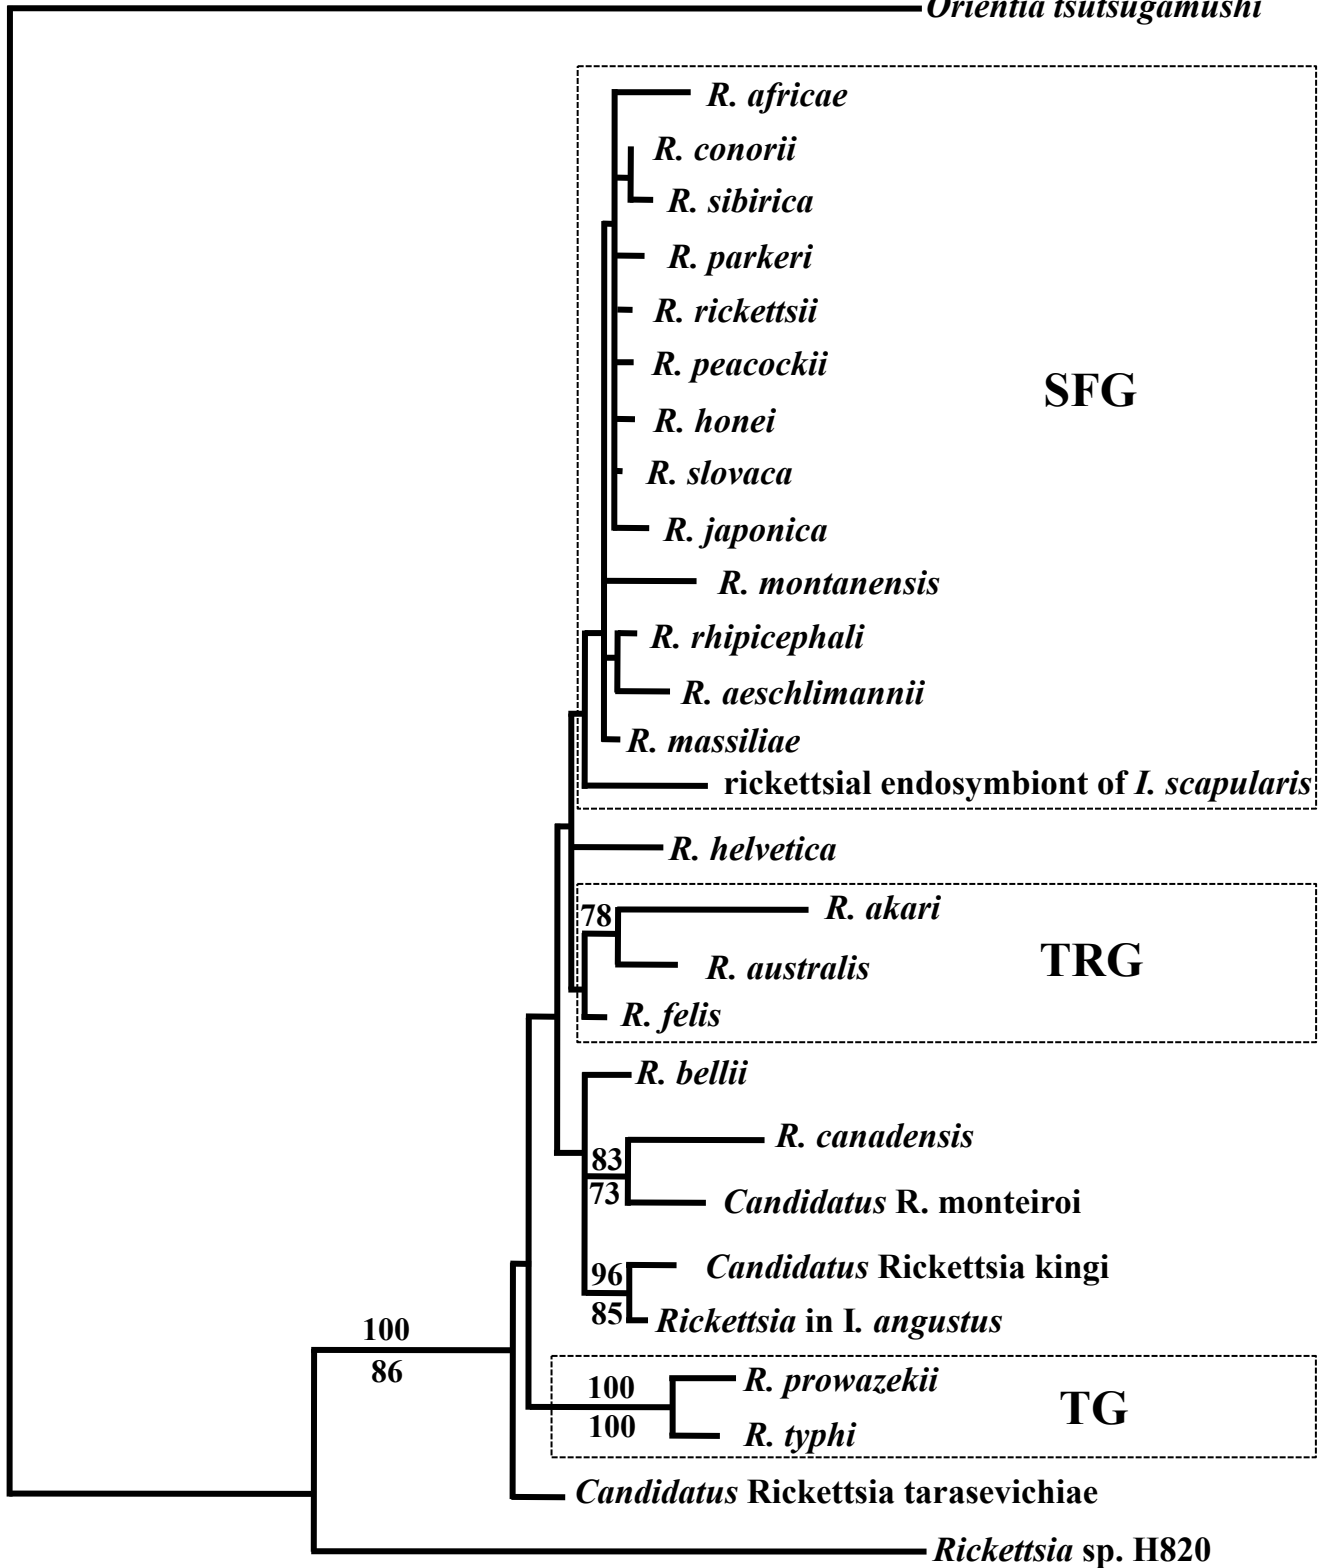 Orientia tsutsugamushi
R. africae
R. conorii
R. sibirica
R. parkeri
R. rickettsii
R. peacockii
SFG
R. honei
R. slovaca
R. japonica
R. montanensis
R. rhipicephali
R. aeschlimannii
R. massiliae
rickettsial endosymbiont of I. scapularis
R. helvetica
78
R. akari
TRG
R. australis
R. felis
R. bellii
R. canadensis
83
73
Candidatus R. monteiroi
Candidatus Rickettsia kingi
96
85
Rickettsia in I. angustus
100
86
R. prowazekii
100
100
TG
R. typhi
Candidatus Rickettsia tarasevichiae
Rickettsia sp. H820